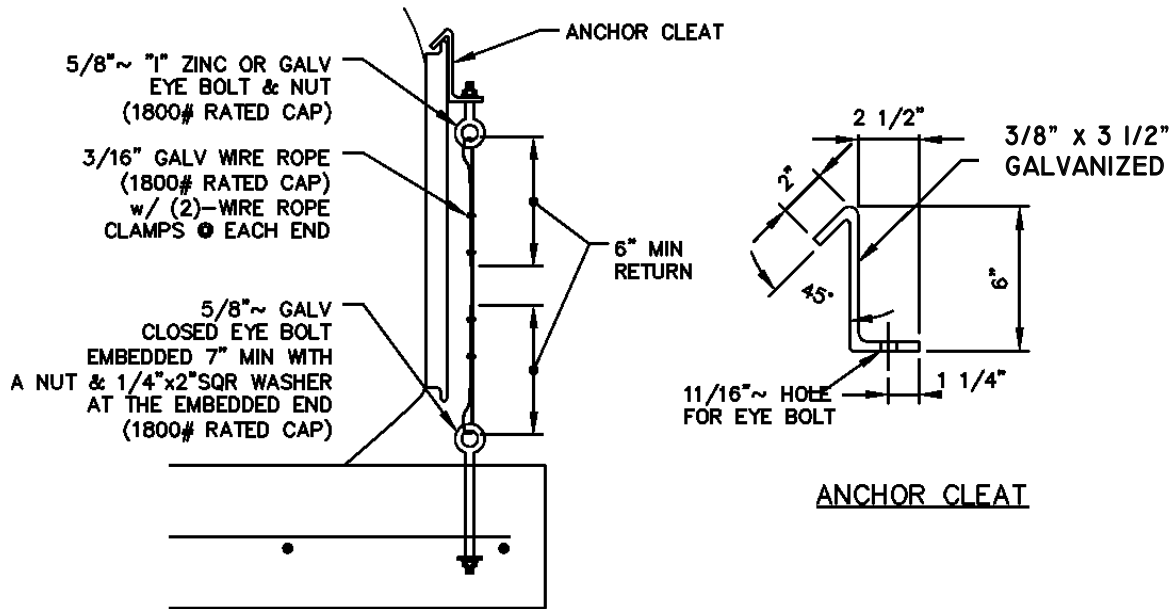 ANCHOR CLEAT
5/8"~ "I" ZINC OR GALV
EYE BOLT & NUT
(1800# RATED CAP)
3/16" GALV WIRE ROPE
(1800# RATED CAP)
w/ (2)-WIRE ROPE
CLAMPS @ EACH END
6" MIN
RETURN
5/8"~ GALV
CLOSED EYE BOLT
EMBEDDED 7" MIN WITH
A NUT & 1/4"x2"SQR WASHER
AT THE EMBEDDED END
(1800# RATED CAP)
2 1/2"
3/8" X 3 1/2"
GALVANIZED
2"
45°
6"
1 1/4"
11/16"~ HOLE
FOR EYE BOLT
ANCHOR CLEAT